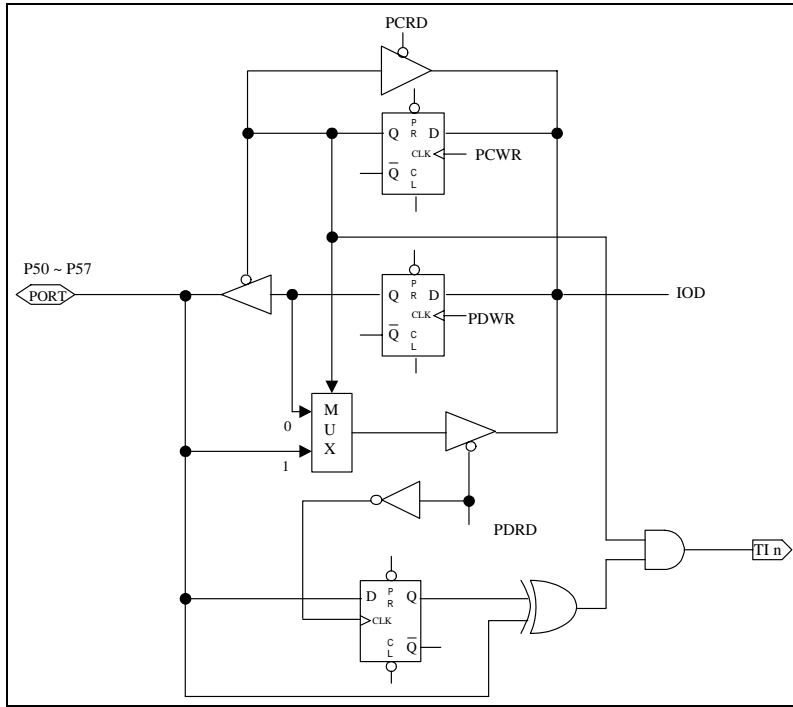 PCRD
P
R
Q D
CLK
PCWR
Q
C
L
P50 ~ P57
PORT
P
R
Q D
IOD
CLK
PDWR
Q
C
L
M
U
X
0
1
PDRD
TI n
P
R
D Q
CLK
C
L
Q